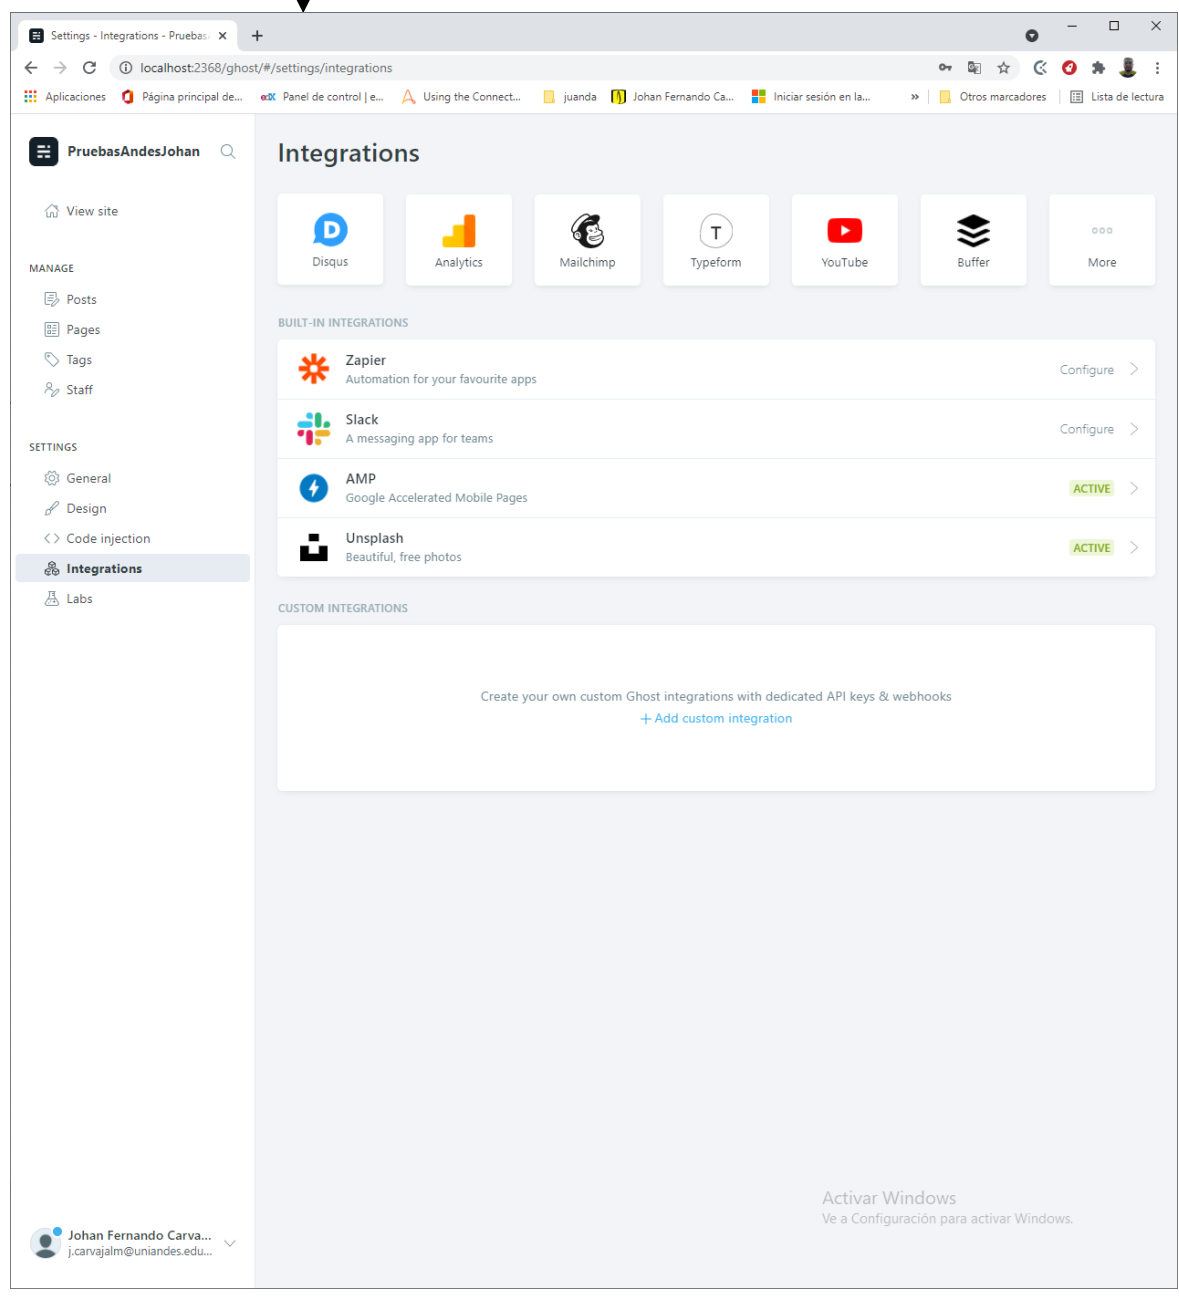 Settings - Integrations - Pruebas
localhost:2368/ghost/#/settings/integrations
Aplicaciones Página principal de... edX Panel de control | e... Using the Connect... juanda Johan Fernando Ca... Iniciar sesión en la... » Otros marcadores Lista de lectura
PruebasAndesJohan
View site
MANAGE
Posts
Pages
Tags
Staff
SETTINGS
General
Design
Code injection
Integrations
Labs
Johan Fernando Carva...
j.carvajalm@uniandes.edu...
Integrations
Disqus
Analytics
Mailchimp
T
Typeform
YouTube
Buffer
More
BUILT-IN INTEGRATIONS
Zapier
Automation for your favourite apps
Configure
Slack
A messaging app for teams
Configure
AMP
Google Accelerated Mobile Pages
ACTIVE
Unsplash
Beautiful, free photos
ACTIVE
CUSTOM INTEGRATIONS
Create your own custom Ghost integrations with dedicated API keys & webhooks
+ Add custom integration
Activar Windows
Ve a Configuración para activar Windows.